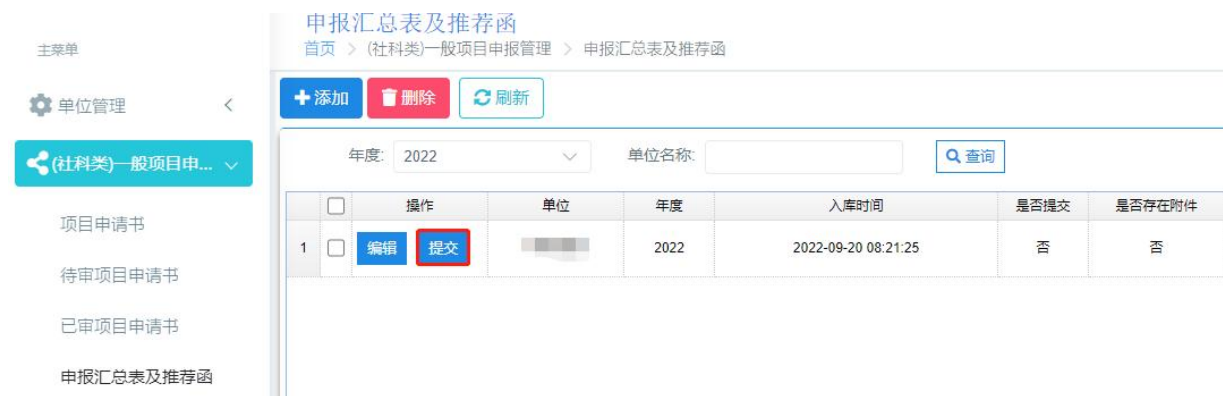 申报汇总表及推荐函
首页 > (社科类)一般项目申报管理 > 申报汇总表及推荐函
主菜单
单位管理
(社科类)一般项目申...
项目申请书
待审项目申请书
已审项目申请书
申报汇总表及推荐函
添加 删除 刷新
年度: 2022 单位名称: 查询
操作 单位 年度 入库时间 是否提交 是否存在附件
1 编辑 提交 2022 2022-09-20 08:21:25 否 否